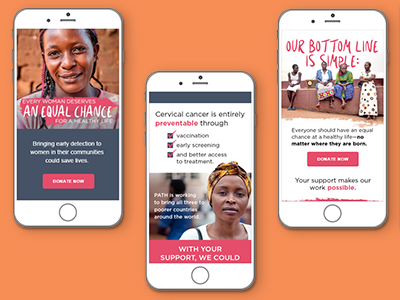 EVERY WOMAN DESERVES
AN EQUAL CHANCE
FOR A HEALTHY LIFE
Bringing early detection to
women in their communities
could save lives.
DONATE NOW
Cervical cancer is entirely
preventable through
vaccination
early screening
and better access
to treatment.
PATH is working
to bring all three to
poorer countries
around the world.
WITH YOUR
SUPPORT, WE COULD
OUR BOTTOM LINE
IS SIMPLE:
Everyone should have an equal
chance at a healthy life—no
matter where they are born.
DONATE NOW
Your support makes our
work possible.